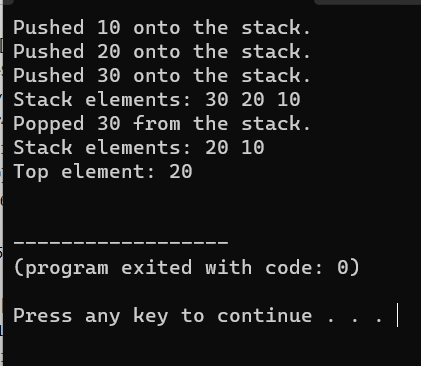 Pushed 10 onto the stack.
Pushed 20 onto the stack.
Pushed 30 onto the stack.
Stack elements: 30 20 10
Popped 30 from the stack.
Stack elements: 20 10
Top element: 20
------------------
(program exited with code: 0)
Press any key to continue . . .